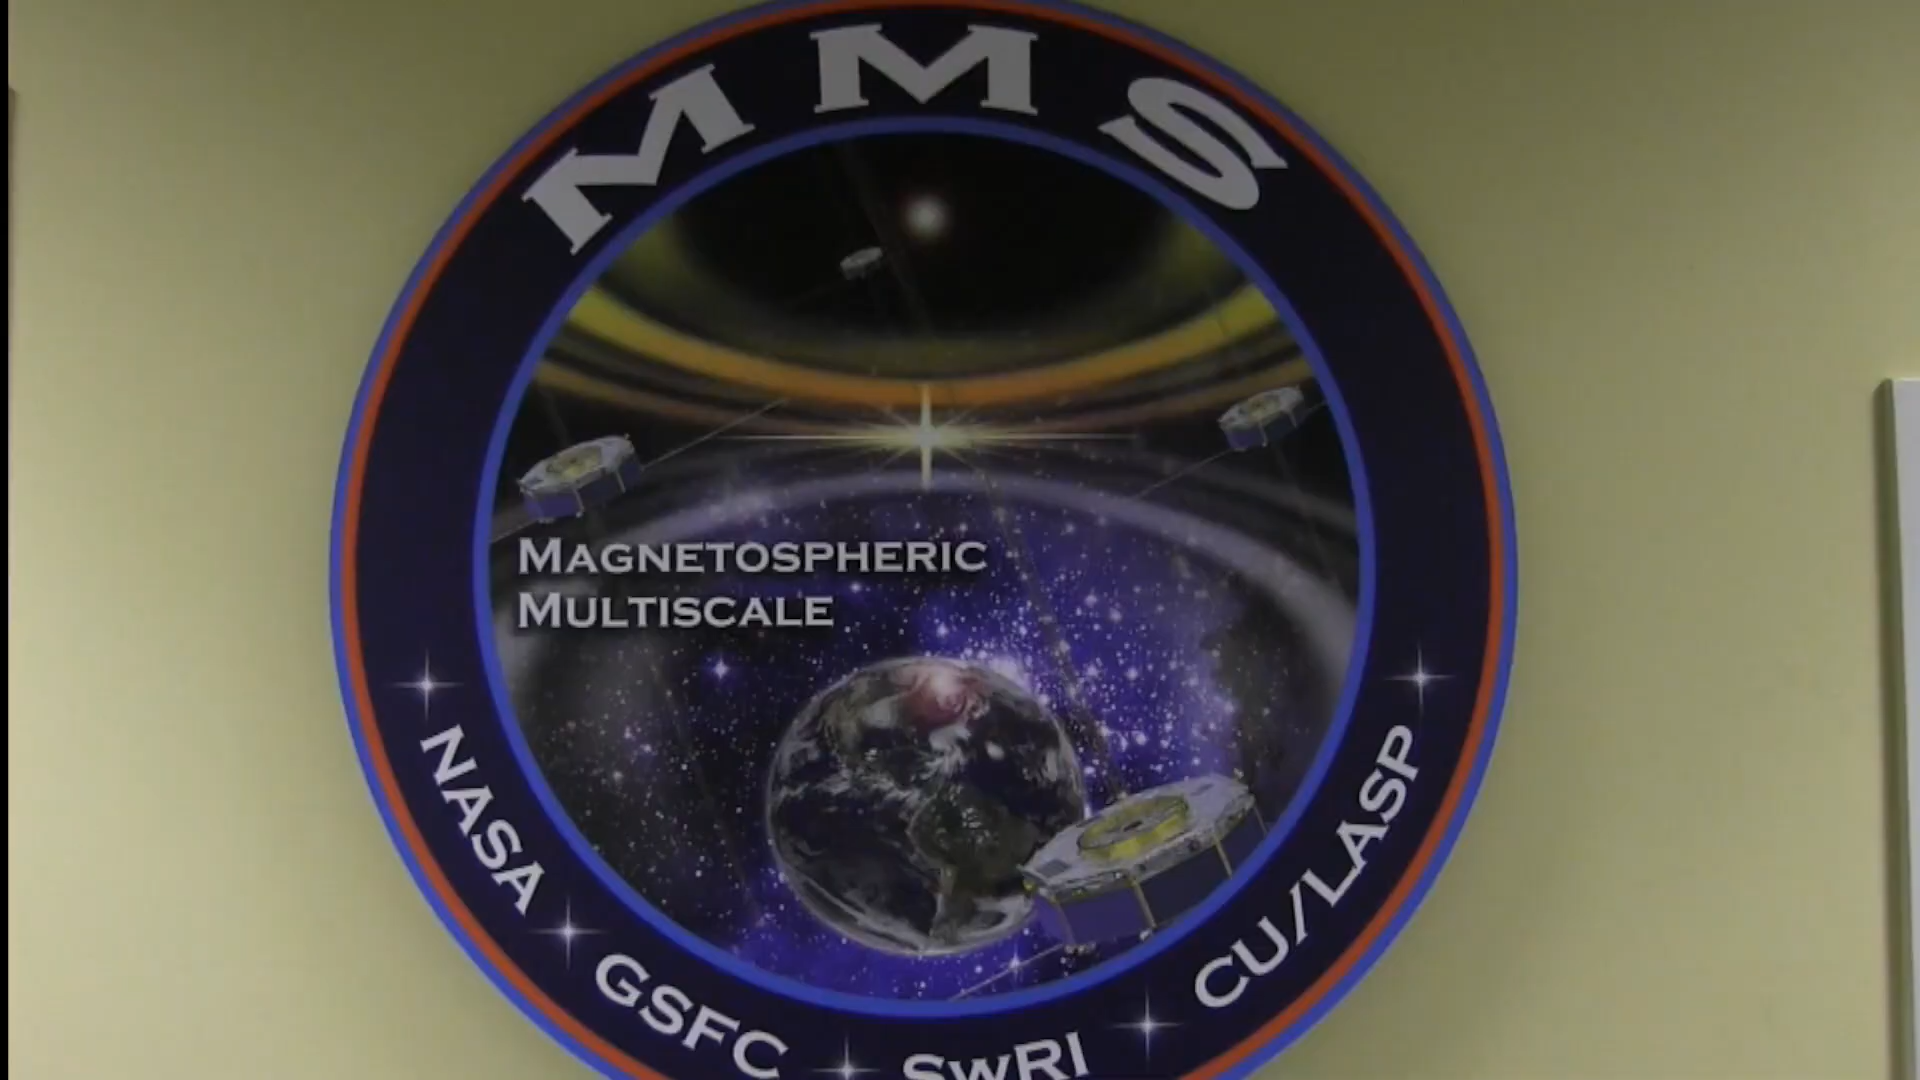 MMS
MAGNETOSPHERIC
MULTISCALE
NASA
GSFC
SwRI
CU/LASP